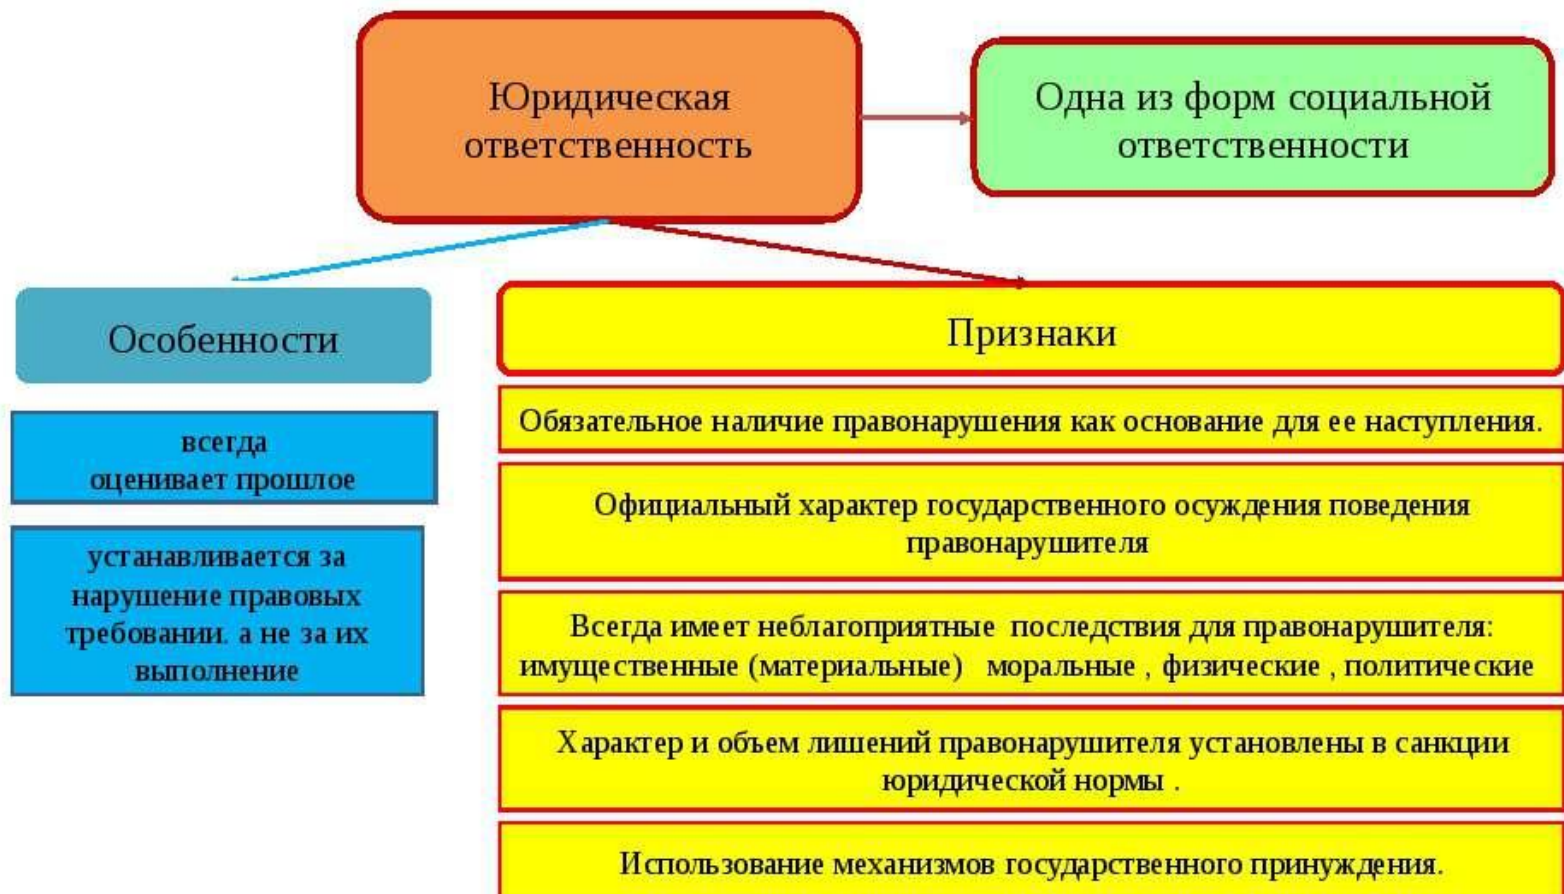 Юридическая
ответственность
Одна из форм социальной
ответственности
Особенности
всегда
оценивает прошлое
устанавливается за
нарушение правовых
требовании. а не за их
выполнение
Признаки
Обязательное наличие правонарушения как основание для ее наступления.
Официальный характер государственного осуждения поведения
правонарушителя
Всегда имеет неблагоприятные последствия для правонарушителя:
имущественные (материальные) моральные , физические , политические
Характер и объем лишений правонарушителя установлены в санкции
юридической нормы .
Использование механизмов государственного принуждения.